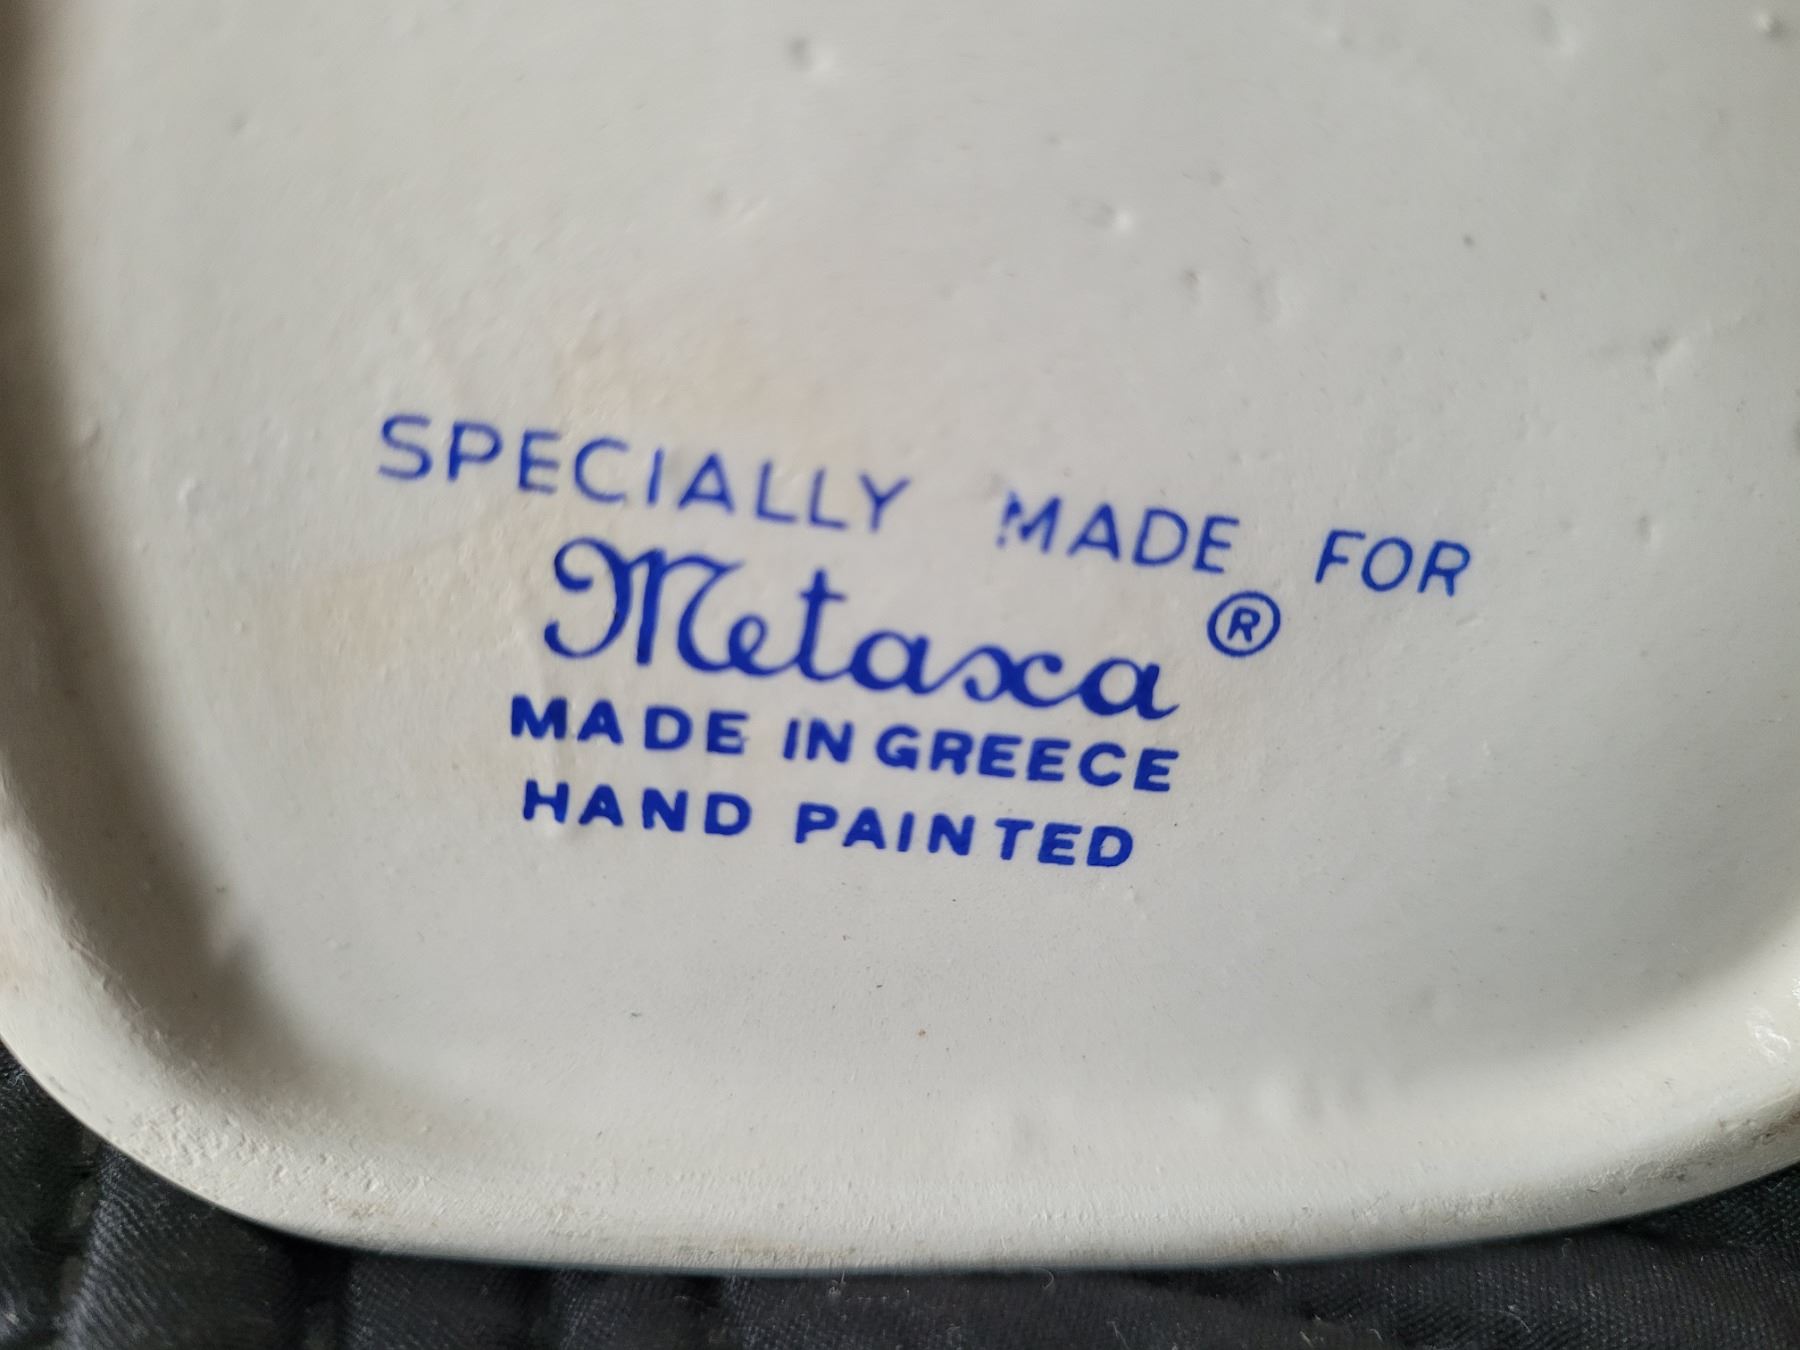 SPECIALLY MADE FOR
Metaxa ®
MADE IN GREECE
HAND PAINTED